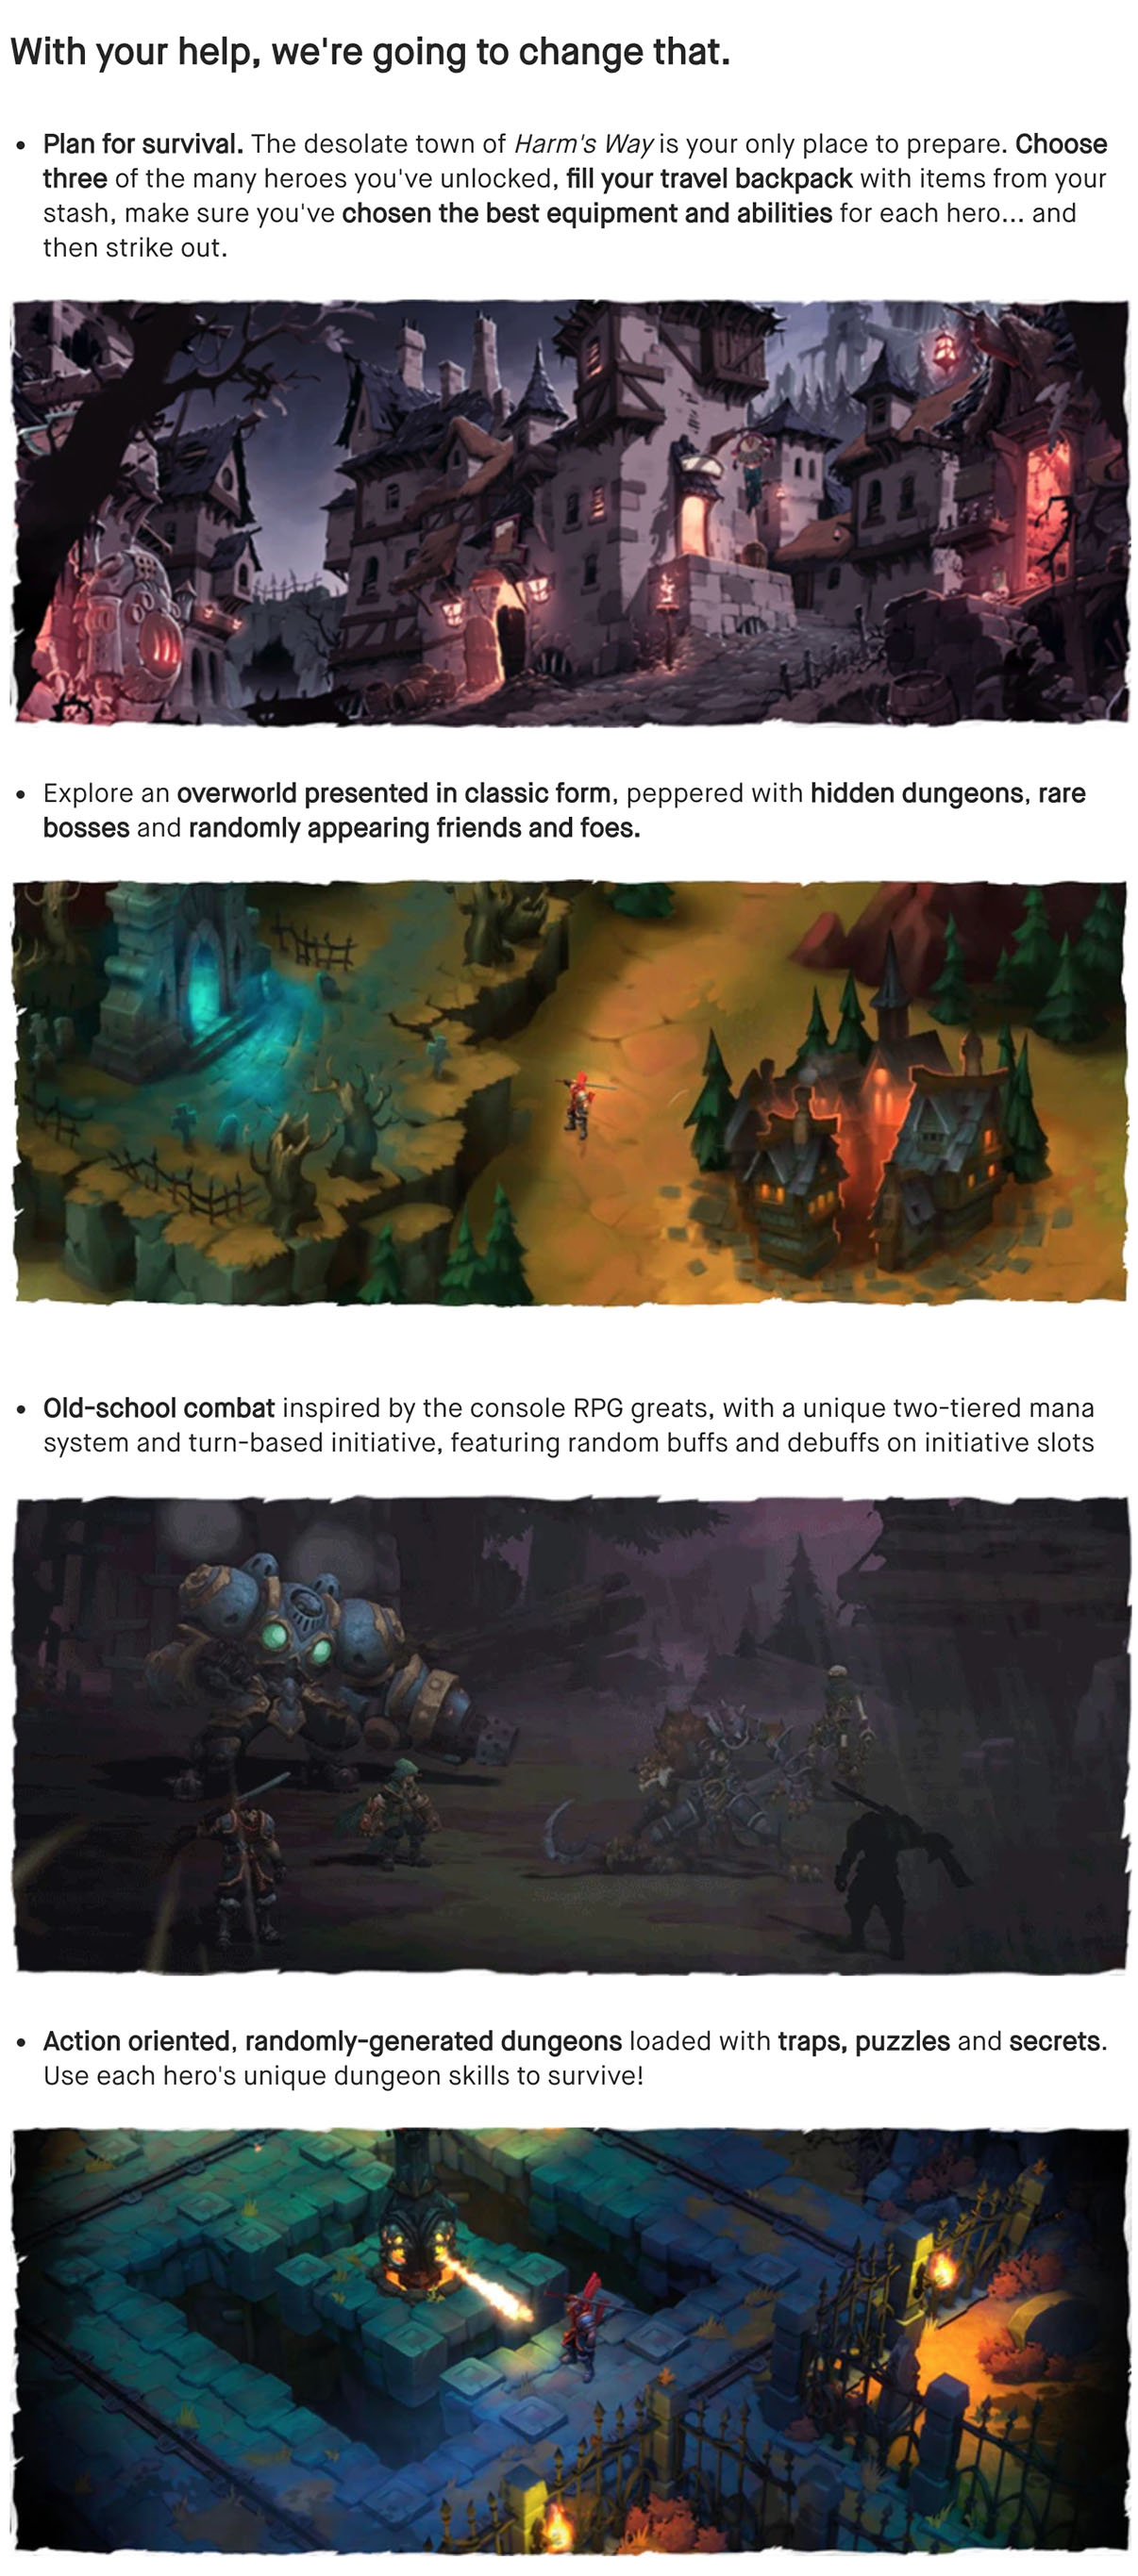 With your help, we're going to change that.
• Plan for survival. The desolate town of Harm's Way is your only place to prepare. Choose
three of the many heroes you've unlocked, fill your travel backpack with items from your
stash, make sure you've chosen the best equipment and abilities for each hero... and
then strike out.
• Explore an overworld presented in classic form, peppered with hidden dungeons, rare
bosses and randomly appearing friends and foes.
• Old-school combat inspired by the console RPG greats, with a unique two-tiered mana
system and turn-based initiative, featuring random buffs and debuffs on initiative slots
• Action oriented, randomly-generated dungeons loaded with traps, puzzles and secrets.
Use each hero's unique dungeon skills to survive!